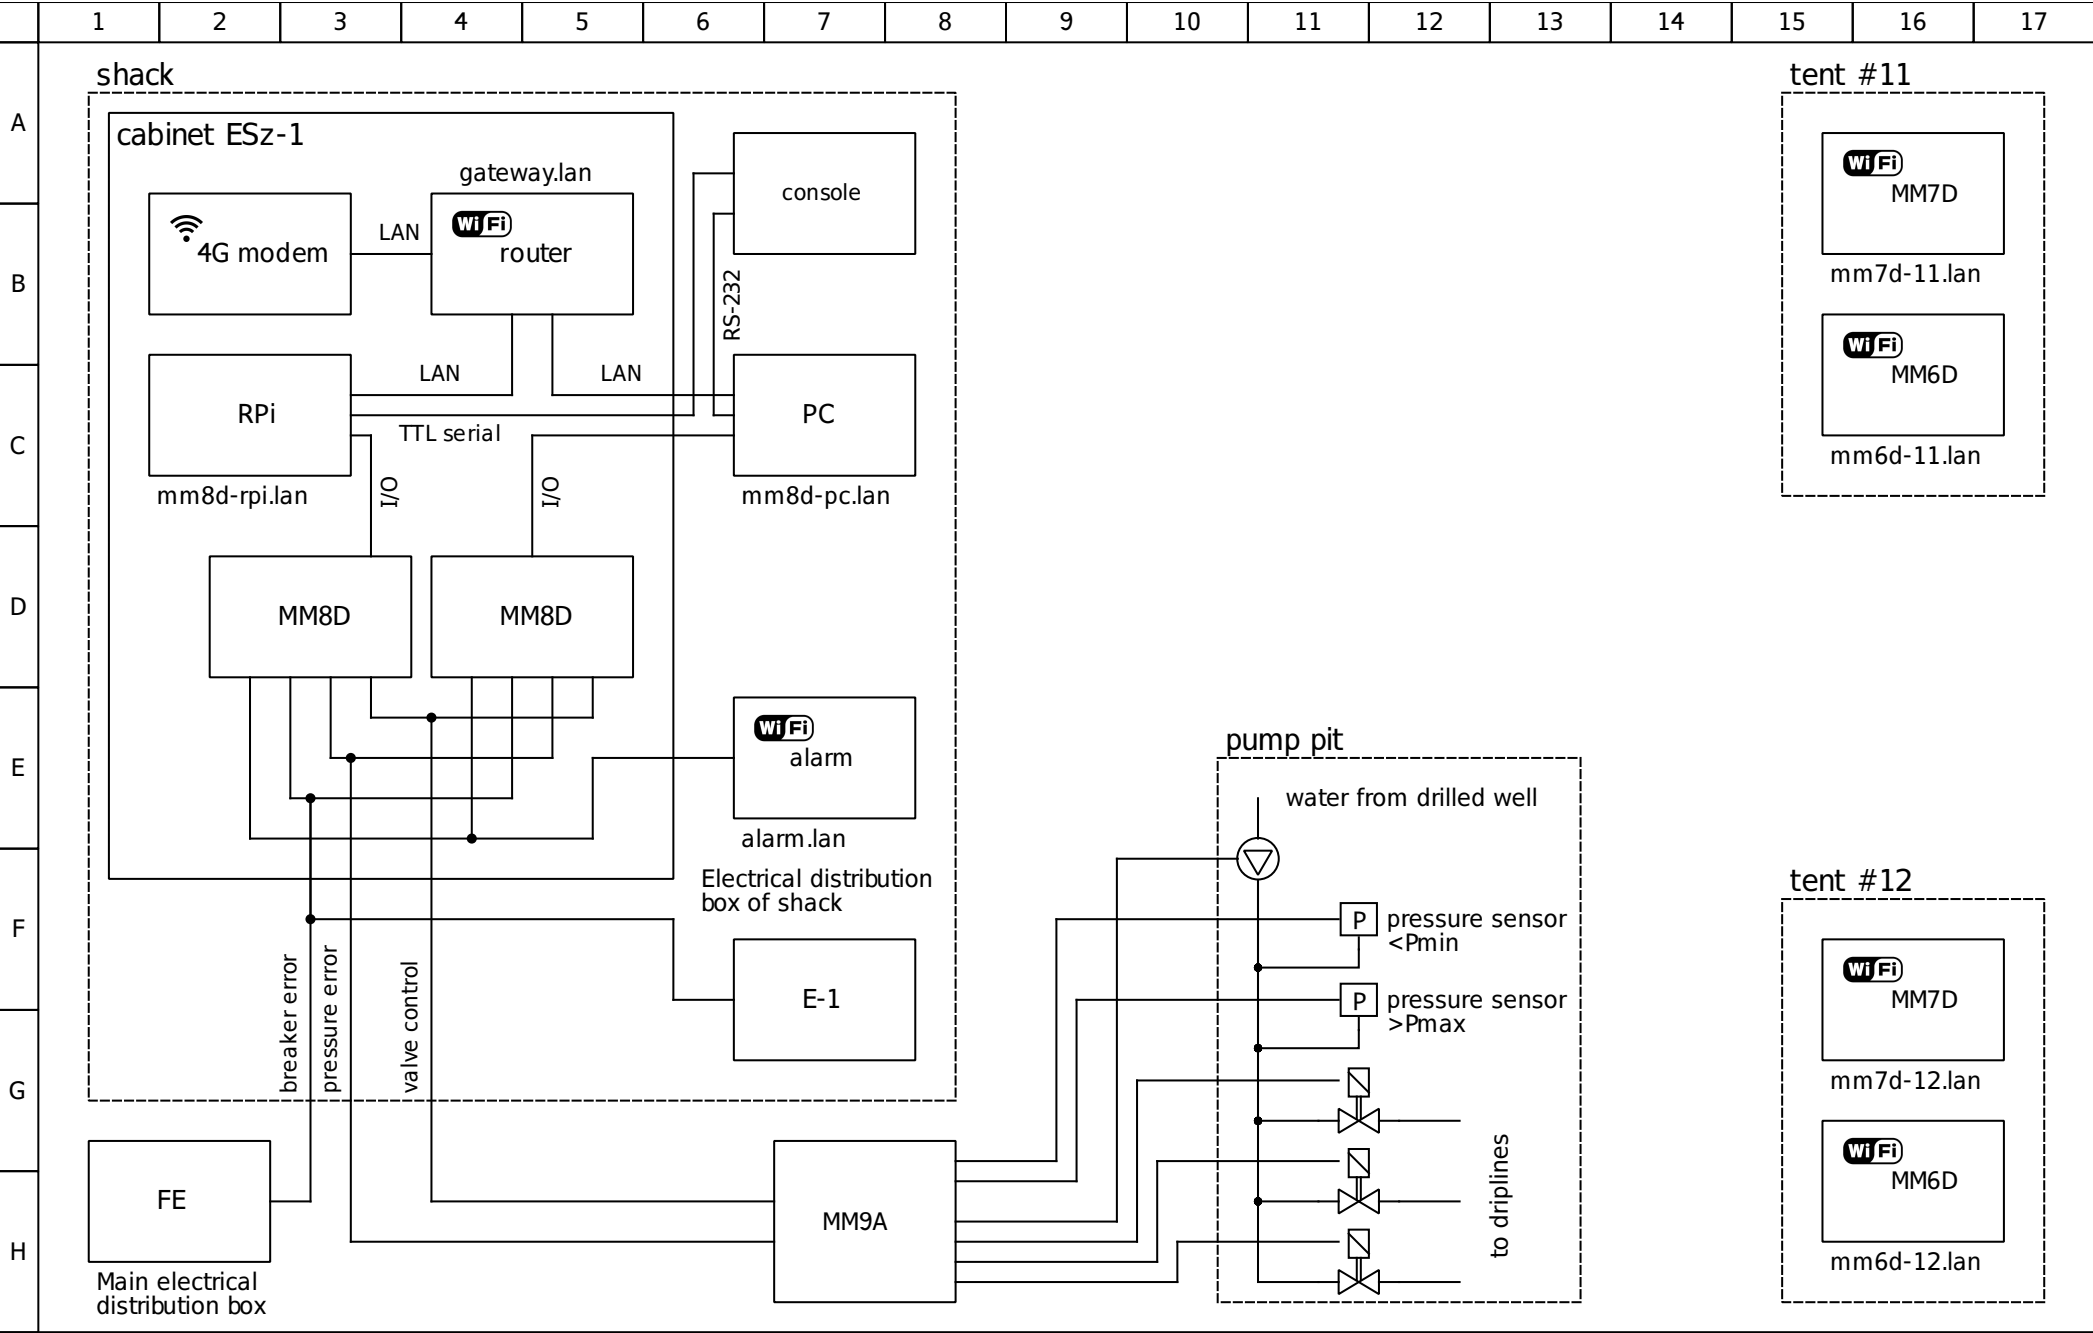 1 2 3 4 5 6 7 8 9 10 11 12 13 14 15 16 17
A
B
C
D
E
F
G
H
shack
cabinet ESz-1
4G modem
LAN
gateway.lan
WiFi
router
console
RS-232
LAN
LAN
RPi
mm8d-rpi.lan
TTL serial
PC
mm8d-pc.lan
I/O
I/O
MM8D
MM8D
WiFi
alarm
alarm.lan
Electrical distribution
box of shack
E-1
breaker error
pressure error
valve control
FE
Main electrical
distribution box
MM9A
pump pit
water from drilled well
P
pressure sensor
<Pmin
P
pressure sensor
>Pmax
to driplines
tent #11
WiFi
MM7D
mm7d-11.lan
WiFi
MM6D
mm6d-11.lan
tent #12
WiFi
MM7D
mm7d-12.lan
WiFi
MM6D
mm6d-12.lan